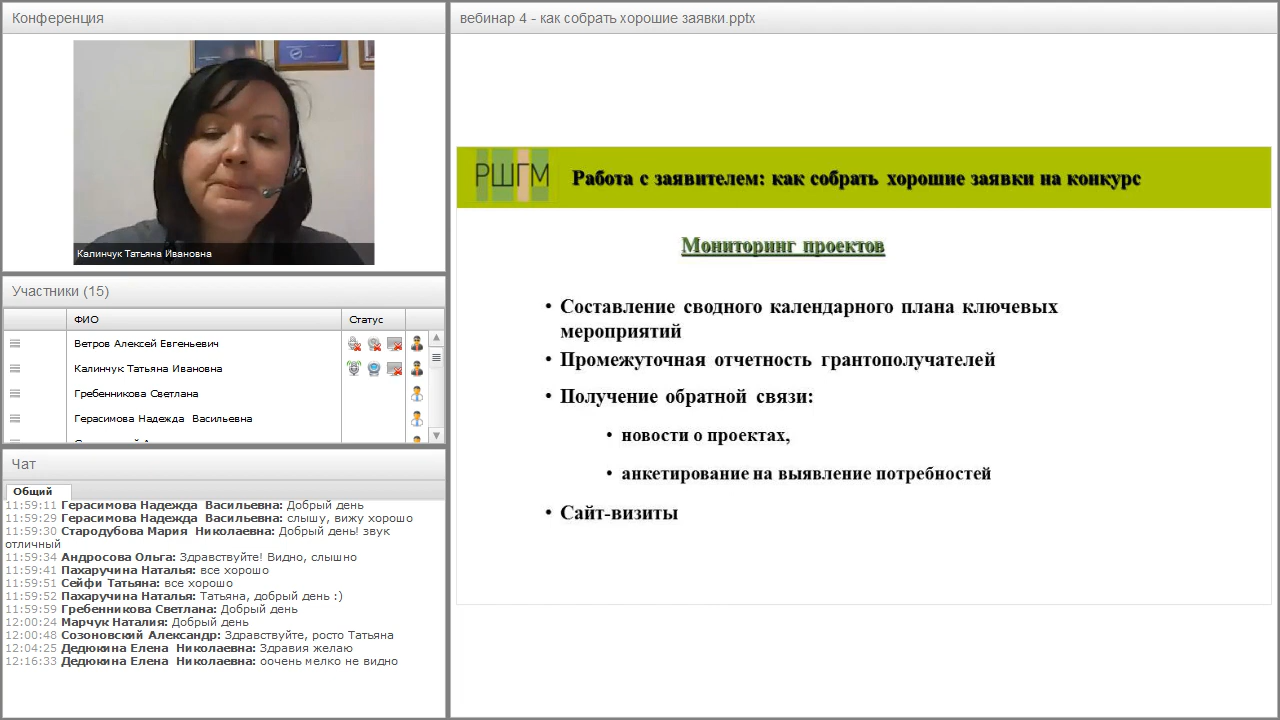 Конференция
Калинчук Татьяна Ивановна
Участники (15)
ФИО Статус
Ветров Алексей Евгеньевич
Калинчук Татьяна Ивановна
Гребенникова Светлана
Герасимова Надежда Васильевна
Чат
Общий
11:59:11 Герасимова Надежда Васильевна: Добрый день
11:59:29 Герасимова Надежда Васильевна: слышу, вижу хорошо
11:59:30 Стародубова Мария Николаевна: Добрый день! звук
отличный
11:59:34 Андросова Ольга: Здравствуйте! Видно, слышно
11:59:41 Пахаручина Наталья: все хорошо
11:59:51 Сейфи Татьяна: все хорошо
11:59:52 Пахаручина Наталья: Татьяна, добрый день :)
11:59:59 Гребенникова Светлана: Добрый день
12:00:24 Марчук Наталия: Добрый день
12:00:48 Созоновский Александр: Здравствуйте, росто Татьяна
12:04:25 Дедюкина Елена Николаевна: Здравия желаю
12:16:33 Дедюкина Елена Николаевна: оочень мелко не видно
вебинар 4 - как собрать хорошие заявки.pptx
РШГМ
Работа с заявителем: как собрать хорошие заявки на конкурс
Мониторинг проектов
• Составление сводного календарного плана ключевых
мероприятий
• Промежуточная отчетность грантополучателей
• Получение обратной связи:
• новости о проектах,
• анкетирование на выявление потребностей
• Сайт-визиты